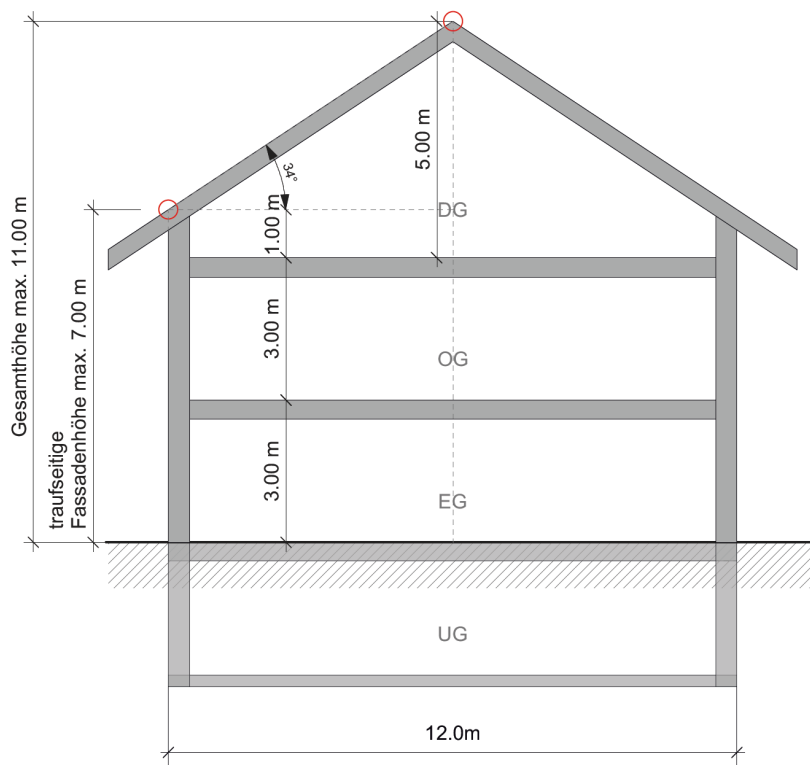 Gesamthöhe max. 11.00 m
traufseitige
Fassadenhöhe max. 7.00 m
5.00 m
34°
1.00 m
DG
3.00 m
OG
3.00 m
EG
UG
12.0m